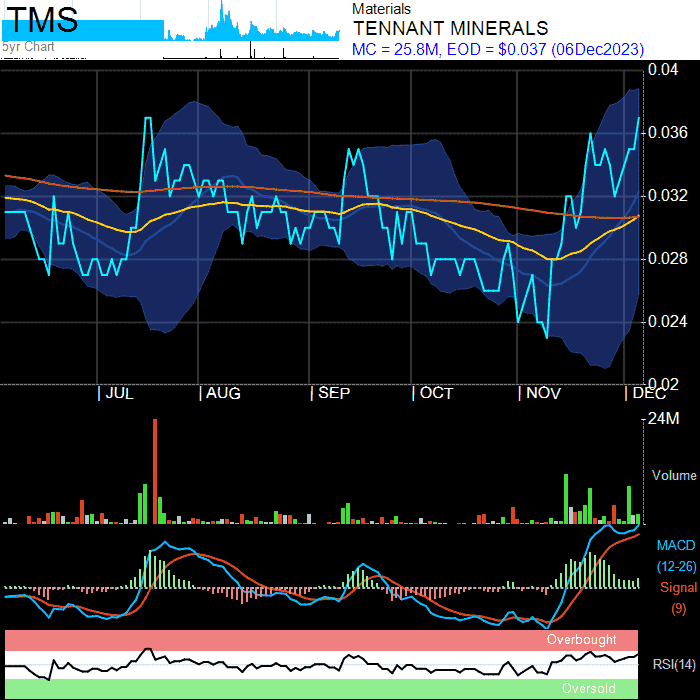 TMS
5yr Chart
Materials
TENNANT MINERALS
MC = 25.8M, EOD = $0.037 (06Dec2023)
0.04
0.036
0.032
0.028
0.024
0.02
JUL
AUG
SEP
OCT
NOV
DEC
24M
Volume
MACD
(12-26)
Signal
(9)
Overbought
RSI(14)
Oversold